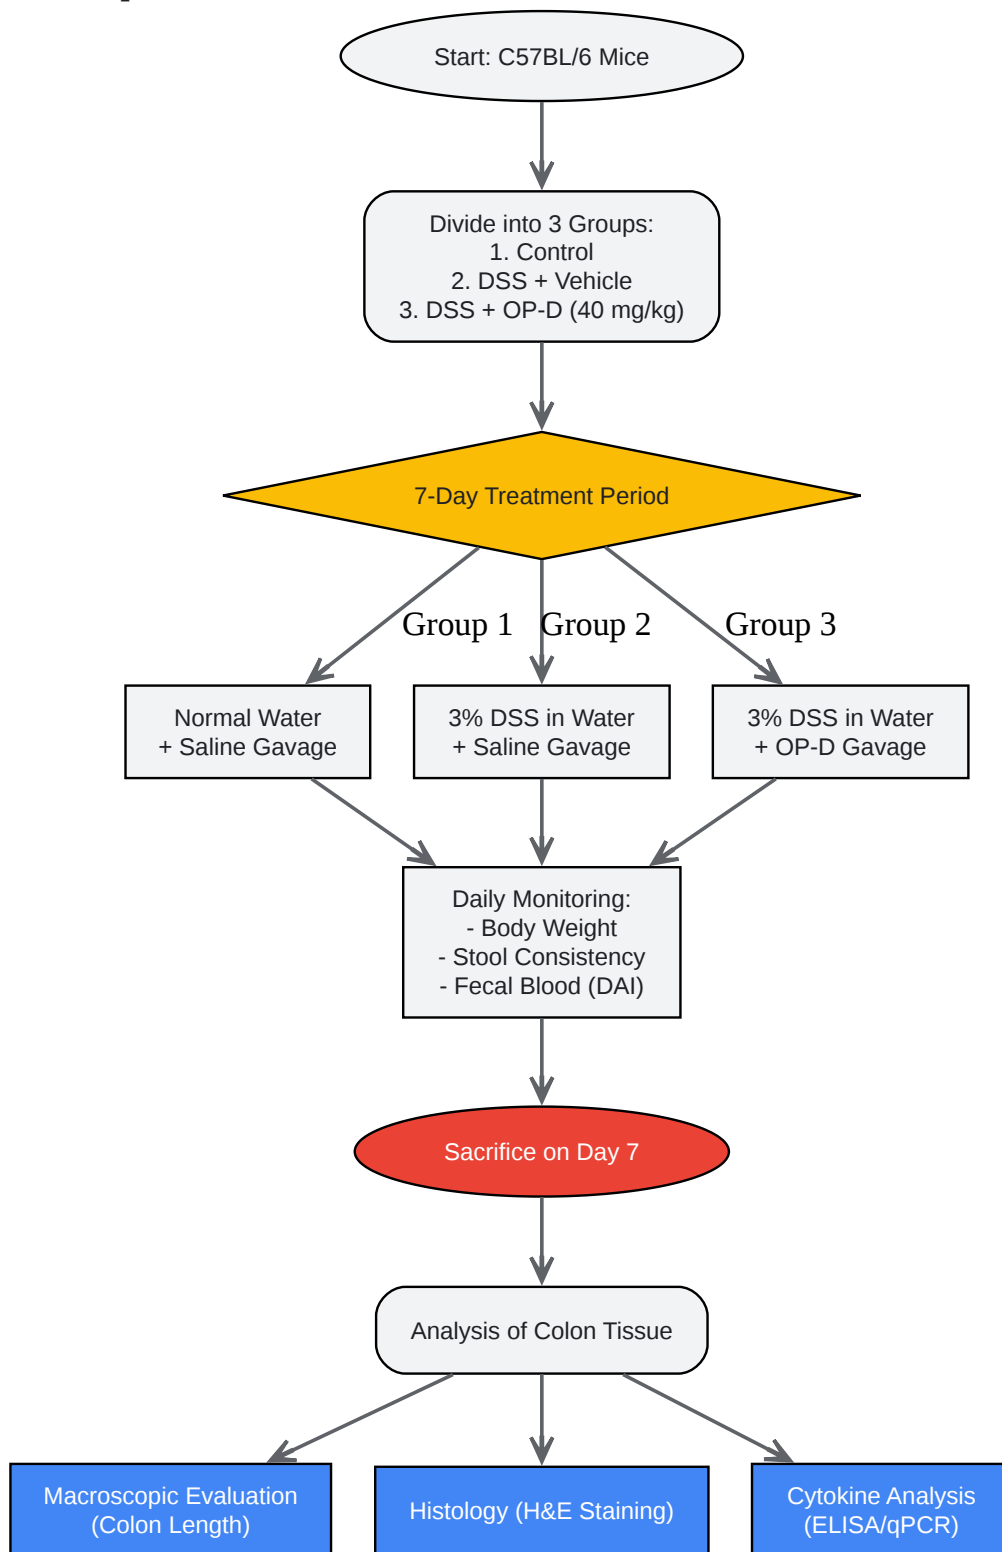 Start: C57BL/6 Mice
Divide into 3 Groups:
1. Control
2. DSS + Vehicle
3. DSS + OP-D (40 mg/kg)
7-Day Treatment Period
Group 1
Group 2
Group 3
Normal Water
+ Saline Gavage
3% DSS in Water
+ Saline Gavage
3% DSS in Water
+ OP-D Gavage
Daily Monitoring:
- Body Weight
- Stool Consistency
- Fecal Blood (DAI)
Sacrifice on Day 7
Analysis of Colon Tissue
Macroscopic Evaluation
(Colon Length)
Histology (H&E Staining)
Cytokine Analysis
(ELISA/qPCR)